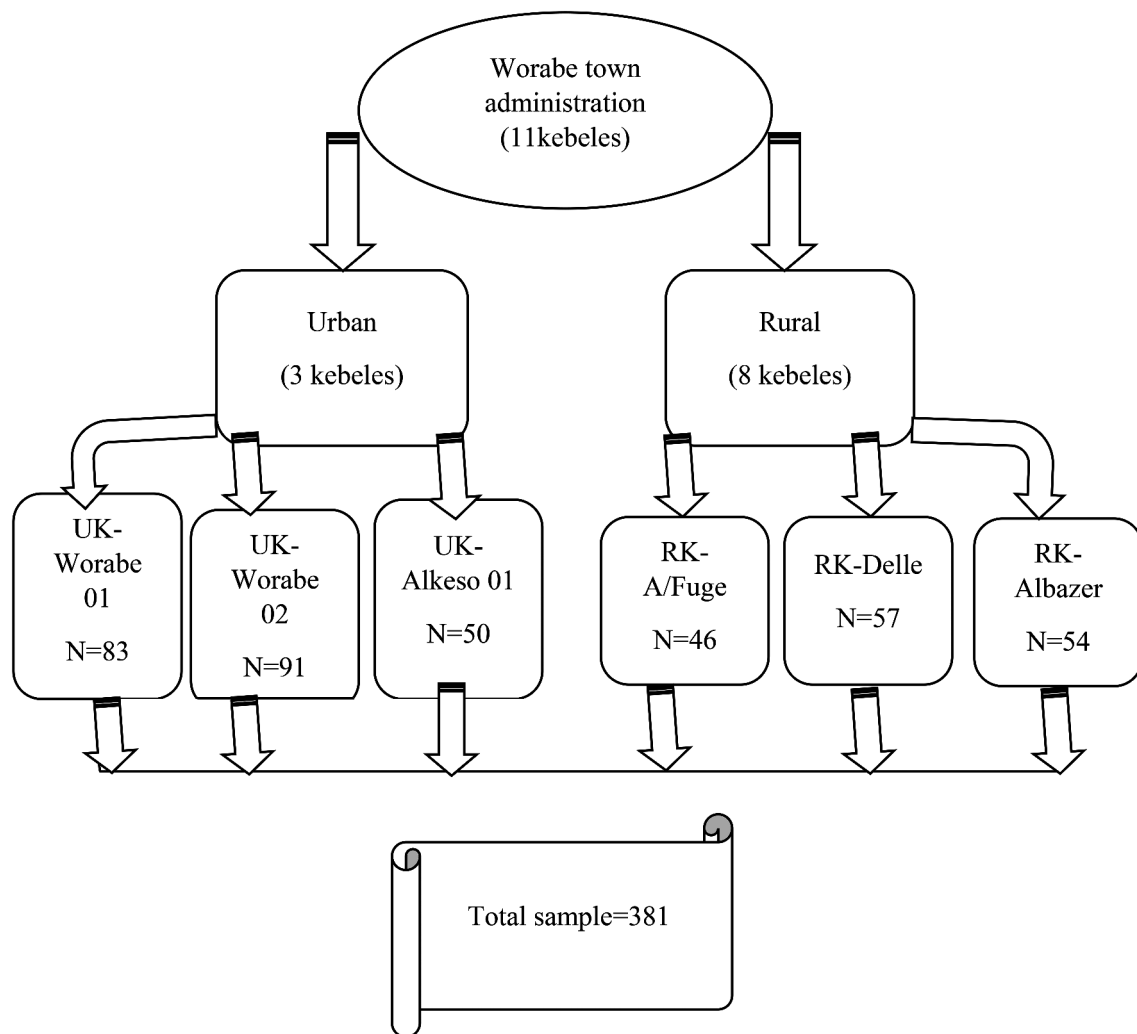 Worabe town
administration
(11kebeles)
Urban
(3 kebeles)
Rural
(8 kebeles)
UK-
Worabe
01
N=83
UK-
Worabe
02
N=91
UK-
Alkeso 01
N=50
RK-
A/Fuge
N=46
RK-Delle
N=57
RK-
Albazer
N=54
Total sample=381